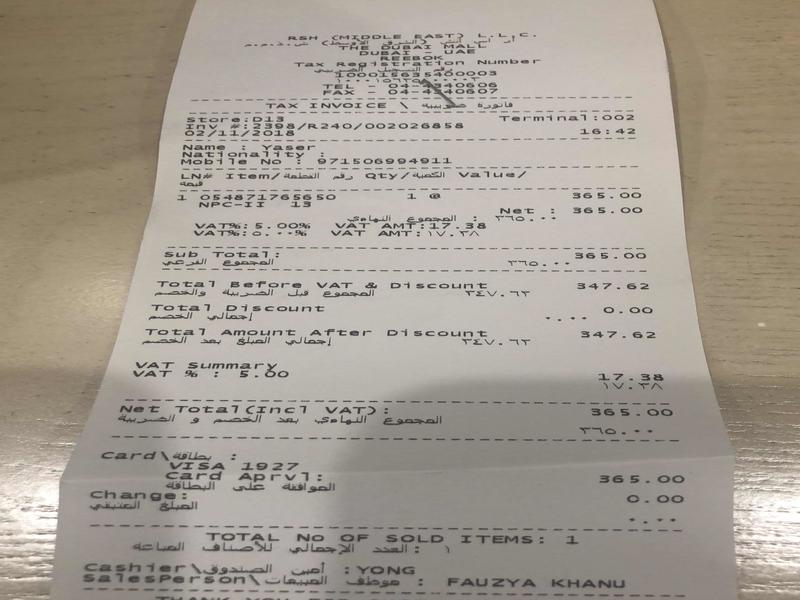 RSH (MIDDLE EAST) L.L.C.
آر اس اتش (الشرق الأوسط) ش.ذ.م.م
THE DUBAI MALL
DUBAI - UAE
REEBOK
Tax Registration Number
رقم التسجيل الضريبي
100015635400003
١٠٠٠١٥٦٣٥٤٠٠٠٠٣
TEL - 04-4340606
FAX - 04-4340607
TAX INVOICE \ فاتورة ضريبية
Store:D13 Terminal:002
Inv #:2398/R240/002026858
02/11/2018 16:42
Name : Yaser
Nationality :
Mobile No : 971506994911
LN# Item/رقم القطعة Qty/الكمية Value/
قيمة
1 054871765650 1 @ 365.00
NPC-II 13
Net : 365.00
المجموع النهاءي : ٣٦٥.٠٠
VAT%: 5.00% VAT AMT:17.38
VAT%:٥.٠٠% VAT AMT:١٧.٣٨
Sub Total: 365.00
المجموع الفرعي ٣٦٥.٠٠
Total Before VAT & Discount 347.62
المجموع قبل الضريبة والخصم ٣٤٧.٦٢
Total Discount 0.00
إجمالي الخصم ٠.٠٠
Total Amount After Discount 347.62
إجمالي المبلغ بعد الخصم ٣٤٧.٦٢
VAT Summary
VAT % : 5.00 17.38
١٧.٣٨
Net Total(Incl VAT): 365.00
المجموع النهاءي بعد الخصم و الضريبة
٣٦٥.٠٠
Card\بطاقة :
VISA 1927
Card Aprvl: 365.00
الموافقة على البطاقة
Change: 0.00
المبلغ المتبقي
٠.٠٠
TOTAL No OF SOLD ITEMS: 1
العدد الإجمالي للأصناف المباعة : ١
Cashier\أمين الصندوق :YONG
SalesPerson\موظف المبيعات : FAUZYA KHANU